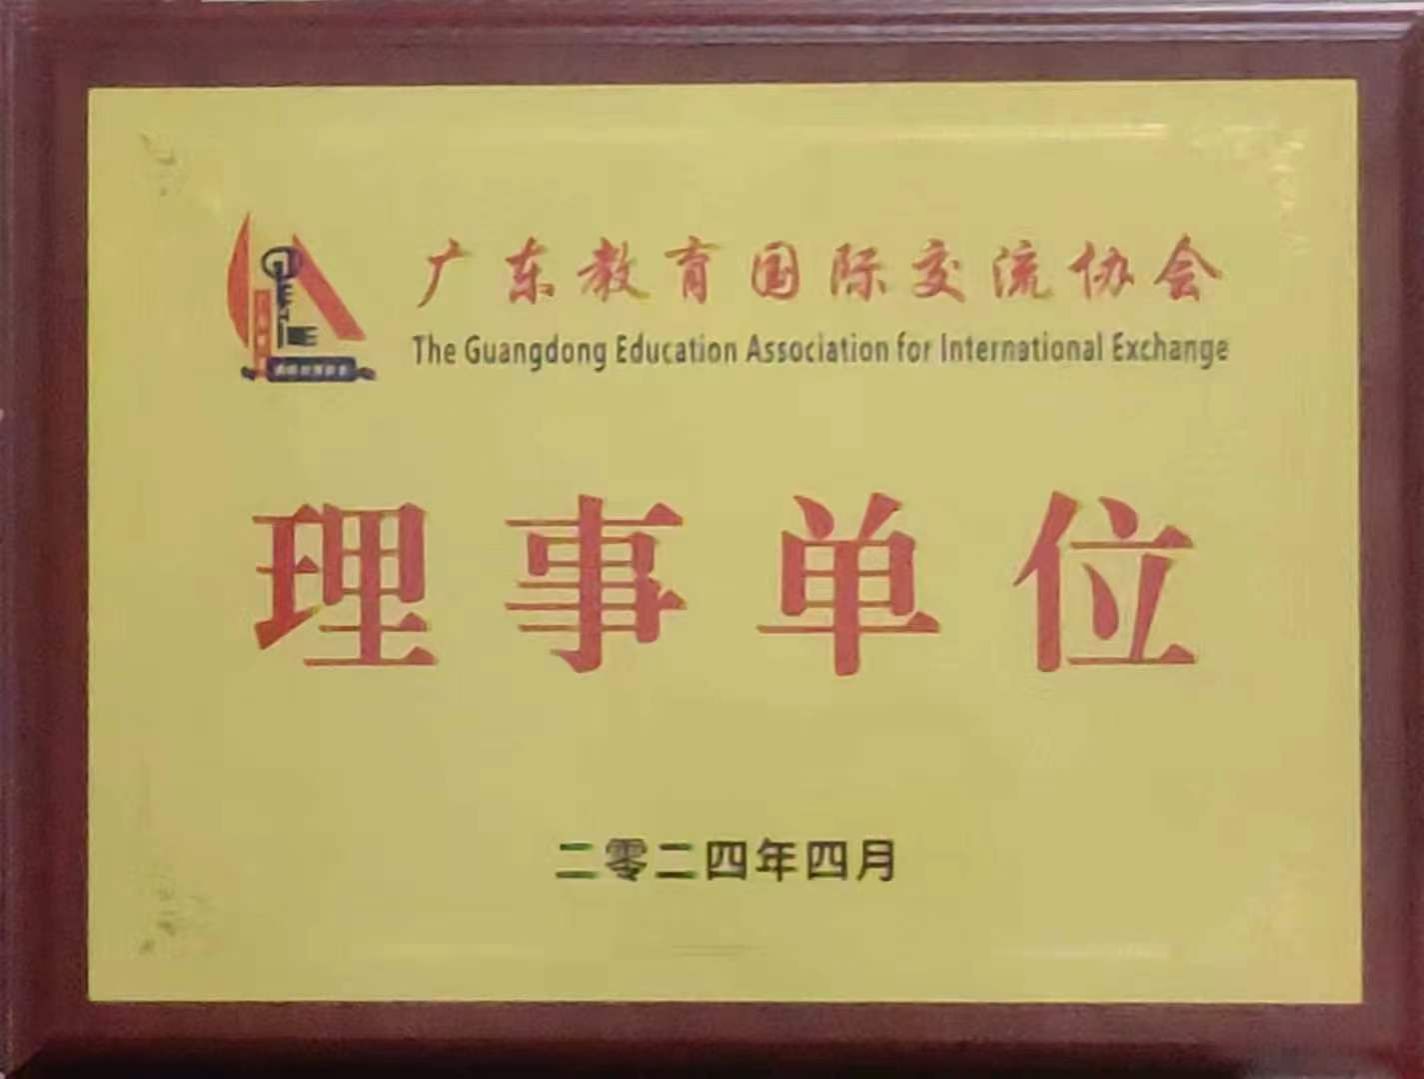 广东教育国际交流协会
The Guangdong Education Association for International Exchange
理事单位
二零二四年四月